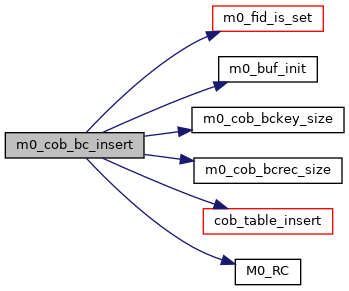 m0_fid_is_set
m0_buf_init
m0_cob_bckey_size
m0_cob_bc_insert
m0_cob_bcrec_size
cob_table_insert
M0_RC